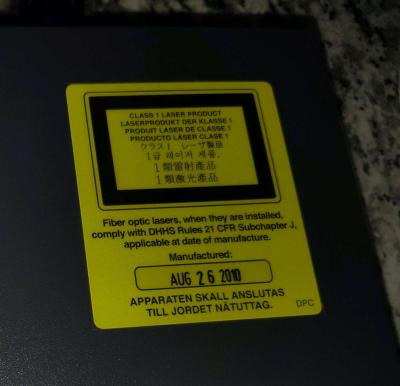 CLASS 1 LASER PRODUCT
LASERPRODUKT DER KLASSE 1
PRODUIT LASER DE CLASSE 1
PRODUCTO LÁSER CLASE 1
クラス1 レーザ製品
1급 레이저 제품.
1類雷射產品
1類激光產品
Fiber optic lasers, when they are installed,
comply with DHHS Rules 21 CFR Subchapter J,
applicable at date of manufacture.
Manufactured:
AUG 26 2010
APPARATEN SKALL ANSLUTAS
TILL JORDET NÄTUTTAG.
DPC